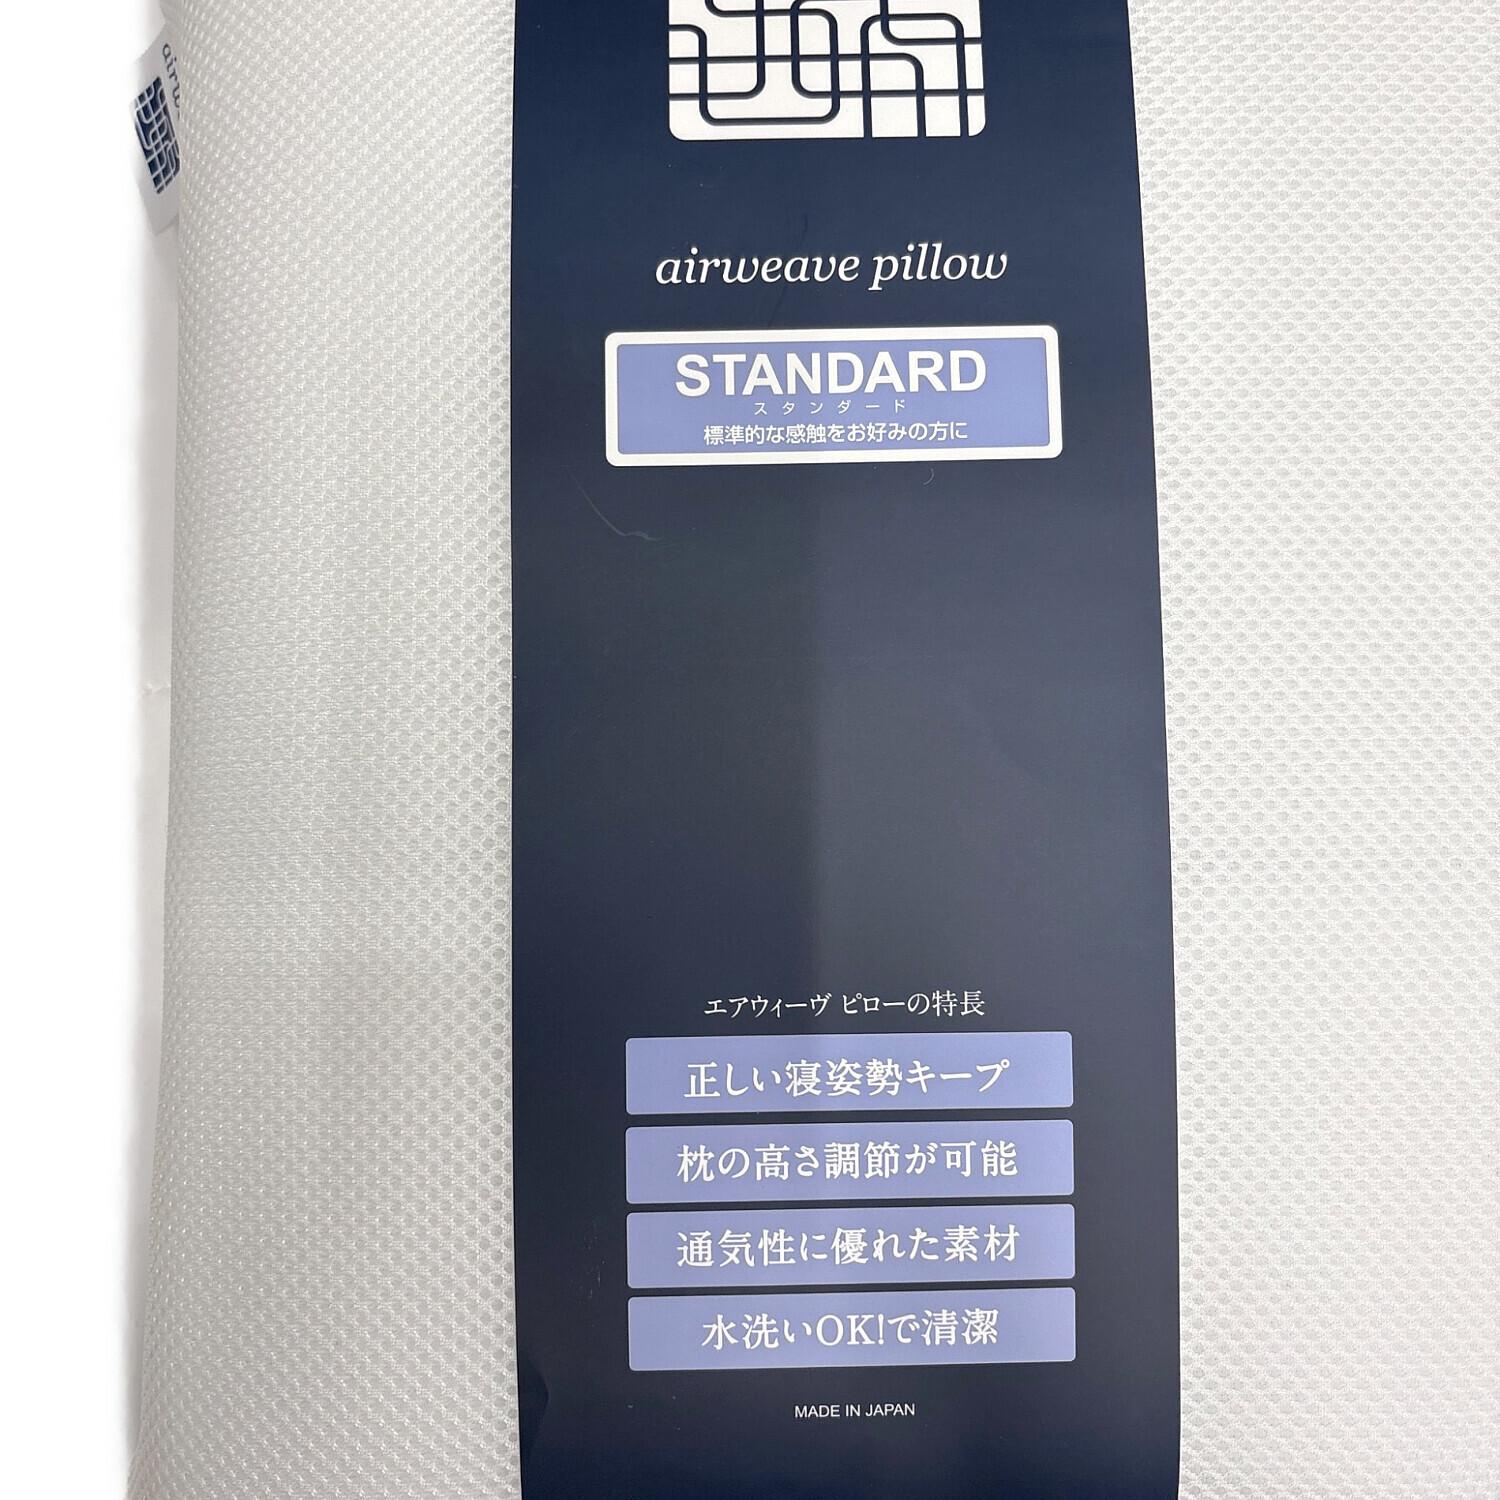 airw
airweave pillow
STANDARD
スタンダード
標準的な感触をお好みの方に
エアウィーヴ ピローの特長
正しい寝姿勢キープ
枕の高さ調節が可能
通気性に優れた素材
水洗いOK!で清潔
MADE IN JAPAN